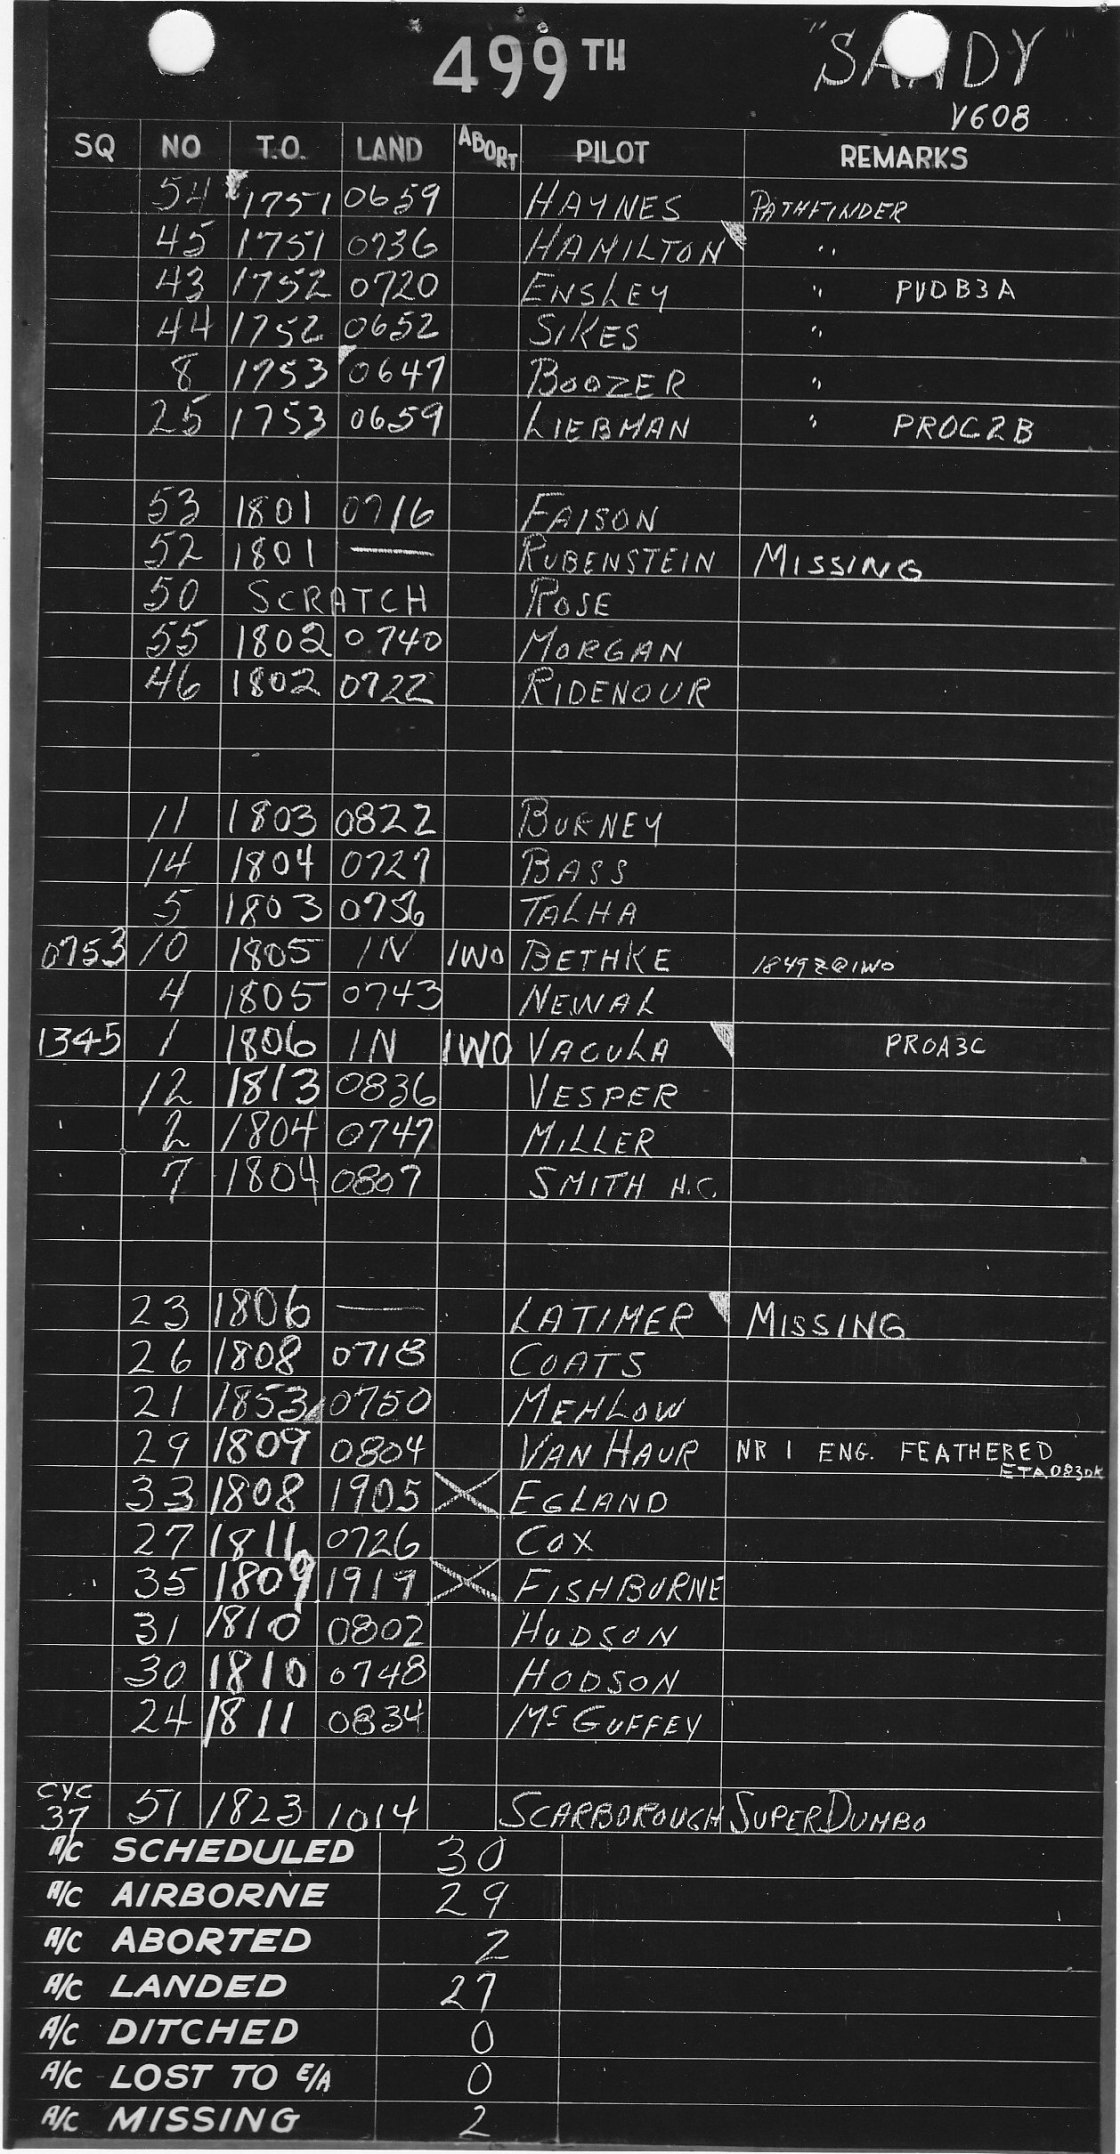 499TH "SANDY"
V608
SQ NO T.O. LAND ABORT PILOT REMARKS
54 1751 0659 HAYNES PATHFINDER
45 1751 0736 HAMILTON "
43 1752 0720 ENSLEY " PVDB3A
44 1752 0652 SIKES "
8 1753 0647 BOOZER "
25 1753 0659 LIEBMAN " PROC2B
53 1801 0716 FAISON
52 1801 — RUBENSTEIN MISSING
50 SCRATCH ROSE
55 1802 0740 MORGAN
46 1802 0722 RIDENOUR
11 1803 0822 BURNEY
14 1804 0727 BASS
5 1803 0756 TALHA
0753 10 1805 IN IWO BETHKE 1849Z@IWO
4 1805 0743 NEWAL
1345 1 1806 IN IWO VACULA PROA3C
12 1813 0836 VESPER
2 1804 0747 MILLER
7 1804 0807 SMITH H.C.
23 1806 — LATIMER MISSING
26 1808 0718 COATS
21 1853 0750 MEHLOW
29 1809 0804 VAN HAUR NR 1 ENG. FEATHERED
ETA 0830K
33 1808 1905 X EGLAND
27 1811 0726 COX
35 1809 1917 X FISHBURNE
31 1810 0802 HUDSON
30 1810 0748 HODSON
24 1811 0834 McGUFFEY
CYC
37 51 1823 1014 SCARBOROUGH SUPERDUMBO
A/C SCHEDULED 30
A/C AIRBORNE 29
A/C ABORTED 2
A/C LANDED 27
A/C DITCHED 0
A/C LOST TO E/A 0
A/C MISSING 2